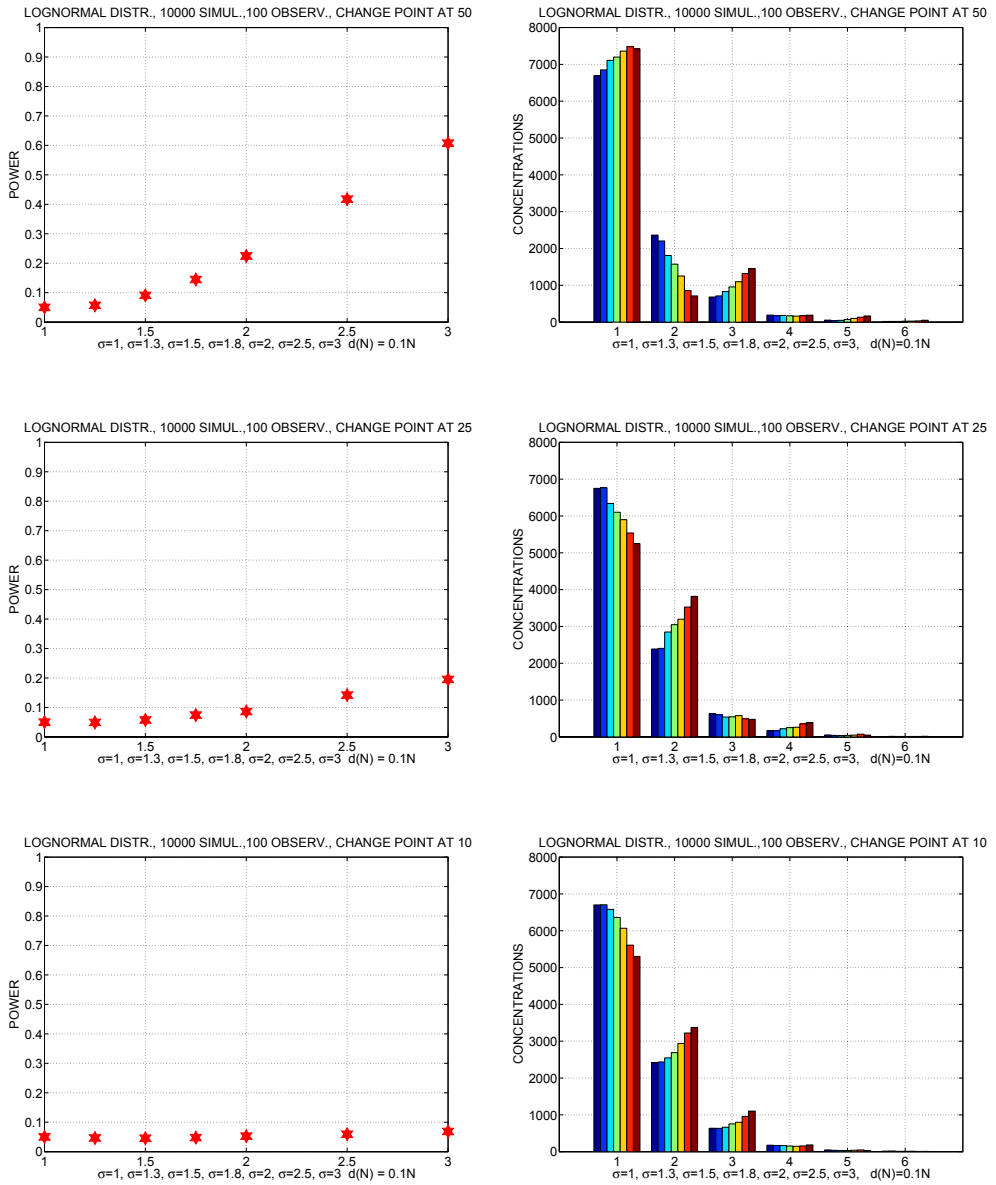 LOGNORMAL DISTR., 10000 SIMUL.,100 OBSERV., CHANGE POINT AT 50
1
0.9
0.8
0.7
0.6
0.5
0.4
0.3
0.2
0.1
0
POWER
1 1.5 2 2.5 3
σ=1, σ=1.3, σ=1.5, σ=1.8, σ=2, σ=2.5, σ=3 d(N) = 0.1N
LOGNORMAL DISTR., 10000 SIMUL.,100 OBSERV., CHANGE POINT AT 50
8000
7000
6000
5000
4000
3000
2000
1000
0
CONCENTRATIONS
1 2 3 4 5 6
σ=1, σ=1.3, σ=1.5, σ=1.8, σ=2, σ=2.5, σ=3, d(N)=0.1N
LOGNORMAL DISTR., 10000 SIMUL.,100 OBSERV., CHANGE POINT AT 25
1
0.9
0.8
0.7
0.6
0.5
0.4
0.3
0.2
0.1
0
POWER
1 1.5 2 2.5 3
σ=1, σ=1.3, σ=1.5, σ=1.8, σ=2, σ=2.5, σ=3 d(N) = 0.1N
LOGNORMAL DISTR., 10000 SIMUL.,100 OBSERV., CHANGE POINT AT 25
8000
7000
6000
5000
4000
3000
2000
1000
0
CONCENTRATIONS
1 2 3 4 5 6
σ=1, σ=1.3, σ=1.5, σ=1.8, σ=2, σ=2.5, σ=3, d(N)=0.1N
LOGNORMAL DISTR., 10000 SIMUL.,100 OBSERV., CHANGE POINT AT 10
1
0.9
0.8
0.7
0.6
0.5
0.4
0.3
0.2
0.1
0
POWER
1 1.5 2 2.5 3
σ=1, σ=1.3, σ=1.5, σ=1.8, σ=2, σ=2.5, σ=3 d(N) = 0.1N
LOGNORMAL DISTR., 10000 SIMUL.,100 OBSERV., CHANGE POINT AT 10
8000
7000
6000
5000
4000
3000
2000
1000
0
CONCENTRATIONS
1 2 3 4 5 6
σ=1, σ=1.3, σ=1.5, σ=1.8, σ=2, σ=2.5, σ=3, d(N)=0.1N